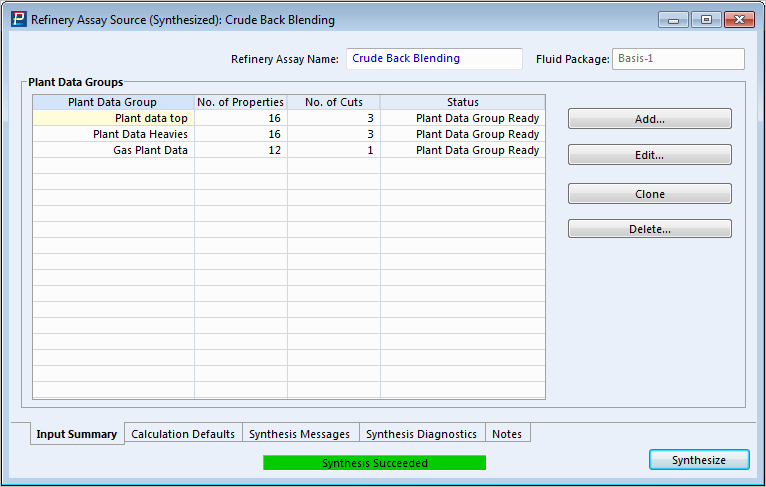 Refinery Assay Source (Synthesized): Crude Back Blending
Refinery Assay Name: Crude Back Blending Fluid Package: Basis-1
Plant Data Groups
Plant Data Group No. of Properties No. of Cuts Status
Plant data top 16 3 Plant Data Group Ready
Plant Data Heavies 16 3 Plant Data Group Ready
Gas Plant Data 12 1 Plant Data Group Ready
Add...
Edit...
Clone
Delete...
Input Summary Calculation Defaults Synthesis Messages Synthesis Diagnostics Notes
Synthesis Succeeded Synthesize